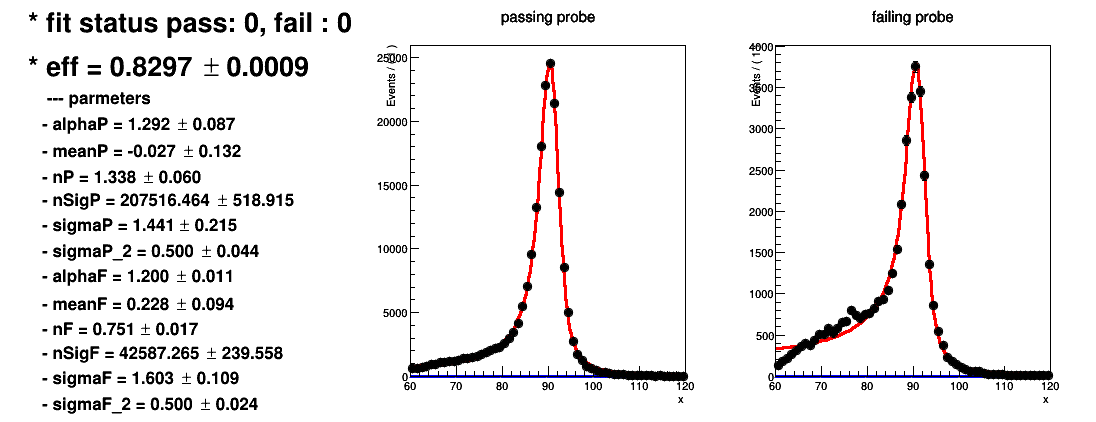 * fit status pass: 0, fail : 0
* eff = 0.8297 ± 0.0009
--- parmeters
- alphaP = 1.292 ± 0.087
- meanP = -0.027 ± 0.132
- nP = 1.338 ± 0.060
- nSigP = 207516.464 ± 518.915
- sigmaP = 1.441 ± 0.215
- sigmaP_2 = 0.500 ± 0.044
- alphaF = 1.200 ± 0.011
- meanF = 0.228 ± 0.094
- nF = 0.751 ± 0.017
- nSigF = 42587.265 ± 239.558
- sigmaF = 1.603 ± 0.109
- sigmaF_2 = 0.500 ± 0.024
passing probe
Events / ( 1 )
25000
20000
15000
10000
5000
0
60 70 80 90 100 110 120
x
failing probe
Events / ( 1 )
4000
3500
3000
2500
2000
1500
1000
500
0
60 70 80 90 100 110 120
x